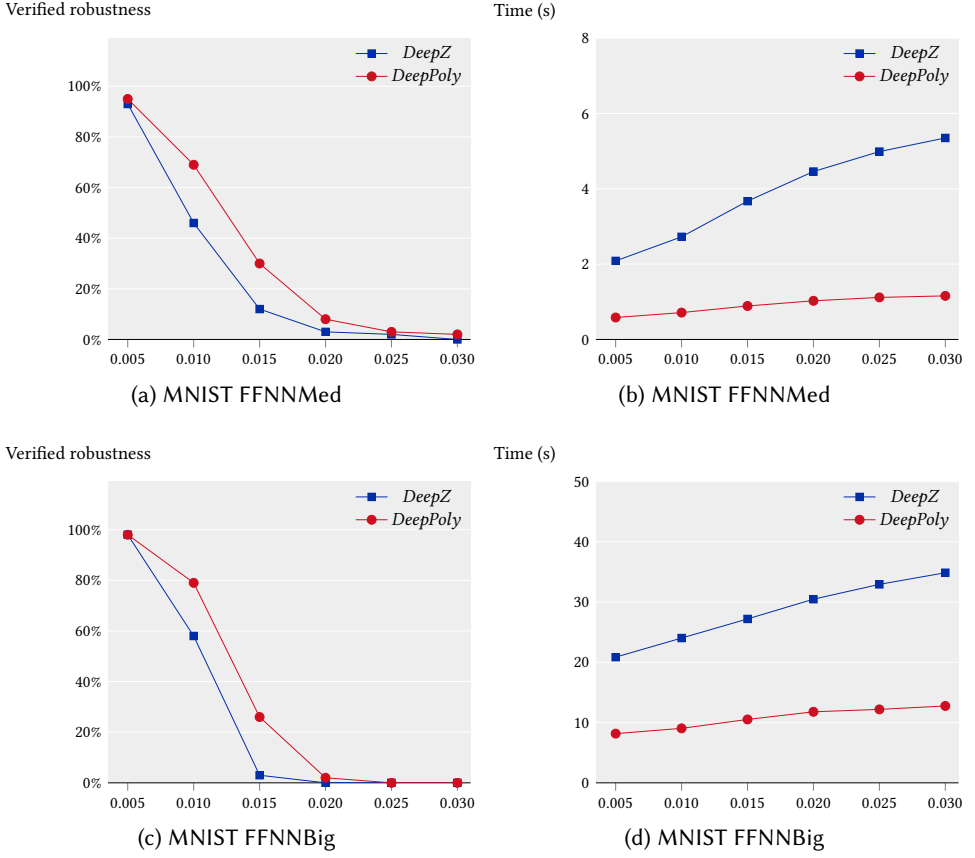 Verified robustness
DeepZ
DeepPoly
100%
80%
60%
40%
20%
0%
0.005 0.010 0.015 0.020 0.025 0.030
(a) MNIST FFNNMed
Time (s)
DeepZ
DeepPoly
8
6
4
2
0
0.005 0.010 0.015 0.020 0.025 0.030
(b) MNIST FFNNMed
Verified robustness
DeepZ
DeepPoly
100%
80%
60%
40%
20%
0%
0.005 0.010 0.015 0.020 0.025 0.030
(c) MNIST FFNNBig
Time (s)
50
DeepZ
DeepPoly
40
30
20
10
0
0.005 0.010 0.015 0.020 0.025 0.030
(d) MNIST FFNNBig